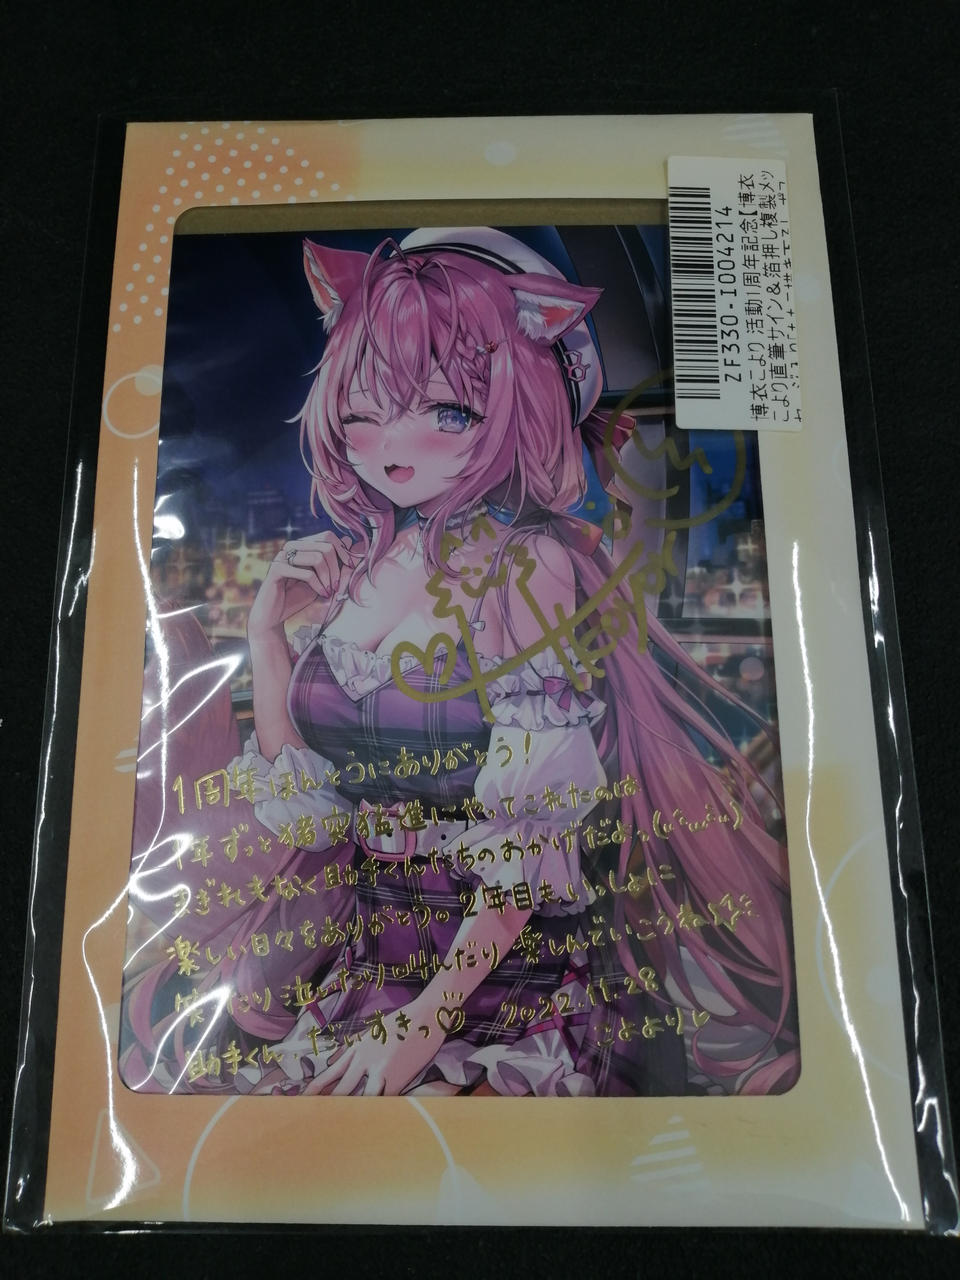 ZF330-I004214
博衣こより 活動1周年記念【博衣
こより直筆サイン&箔押し複製メッ
Koyori
1周年ほんとうにありがとう!
1年ずっと猪突猛進にやってこれたのは
まぎれもなく助手くんたちのおかげだよっ
楽しい日々をありがとう。2年目もいっしょに
笑ったり泣いたり叫んだり、楽しんでいこうね
助手くん、だいすきっ♡ 2022.11.28
こよより